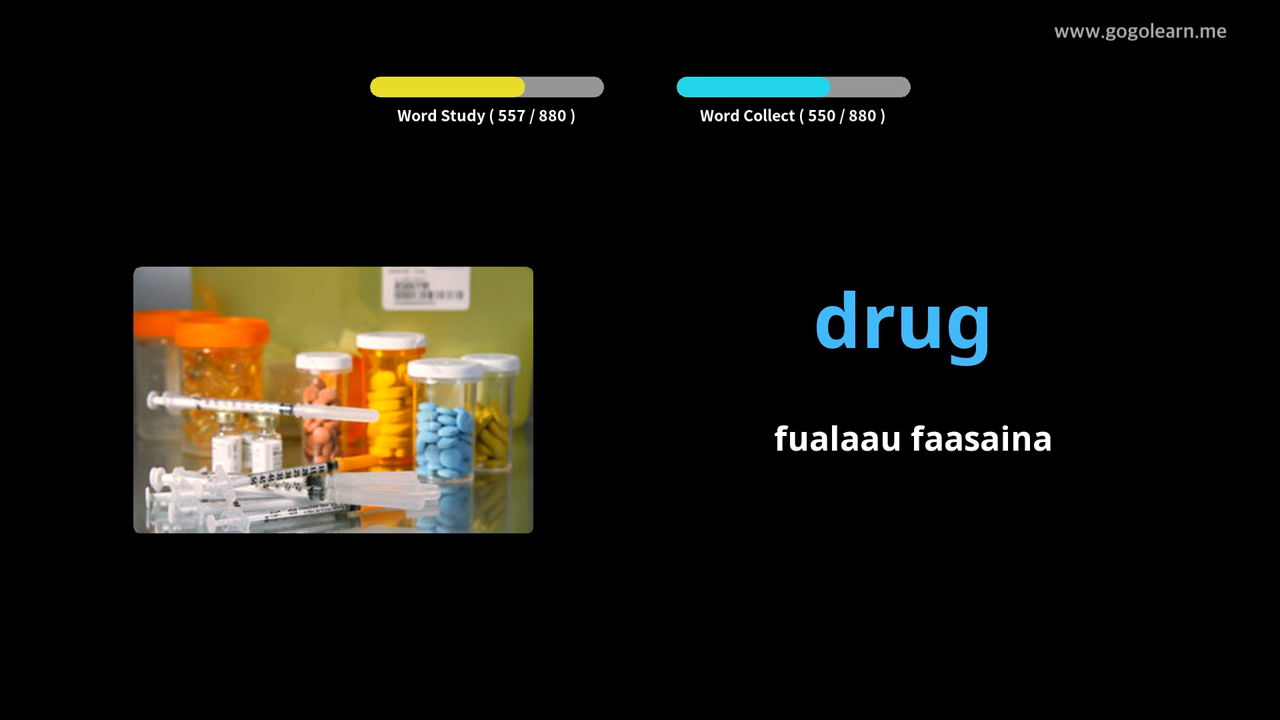 www.gogolearn.me
Word Study ( 557 / 880 )
Word Collect ( 550 / 880 )
drug
fualaau faasaina